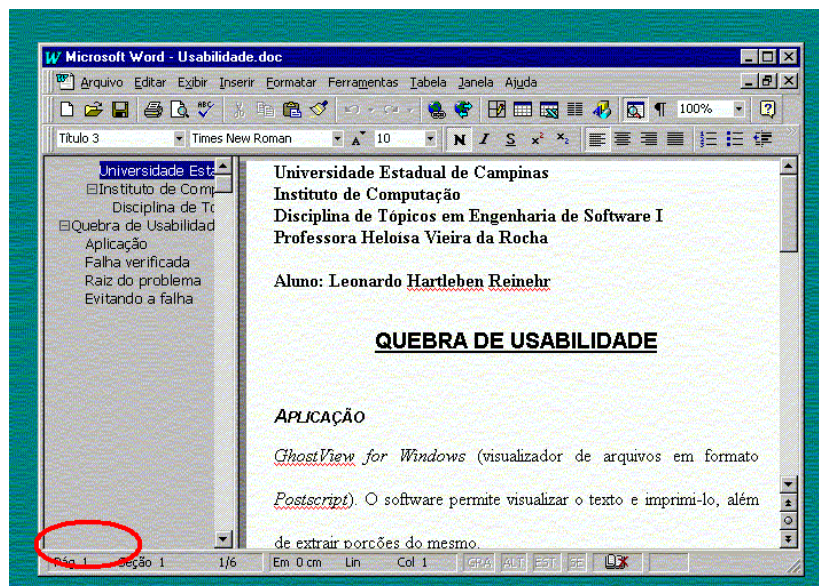 Microsoft Word - Usabilidade.doc
Arquivo Editar Exibir Inserir Formatar Ferramentas Tabela Janela Ajuda
100%
Título 3 Times New Roman 10 N I S x² x₂
Universidade Esta
Instituto de Comp
Disciplina de Tó
Quebra de Usabilidad
Aplicação
Falha verificada
Raiz do problema
Evitando a falha
Universidade Estadual de Campinas
Instituto de Computação
Disciplina de Tópicos em Engenharia de Software I
Professora Heloísa Vieira da Rocha
Aluno: Leonardo Hartleben Reinehr
QUEBRA DE USABILIDADE
APLICAÇÃO
GhostView for Windows (visualizador de arquivos em formato
Postscript). O software permite visualizar o texto e imprimi-lo, além
de extrair porções do mesmo.
Pág 1 Seção 1 1/6 Em 0 cm Lin Col 1 GRA ALT EST SE